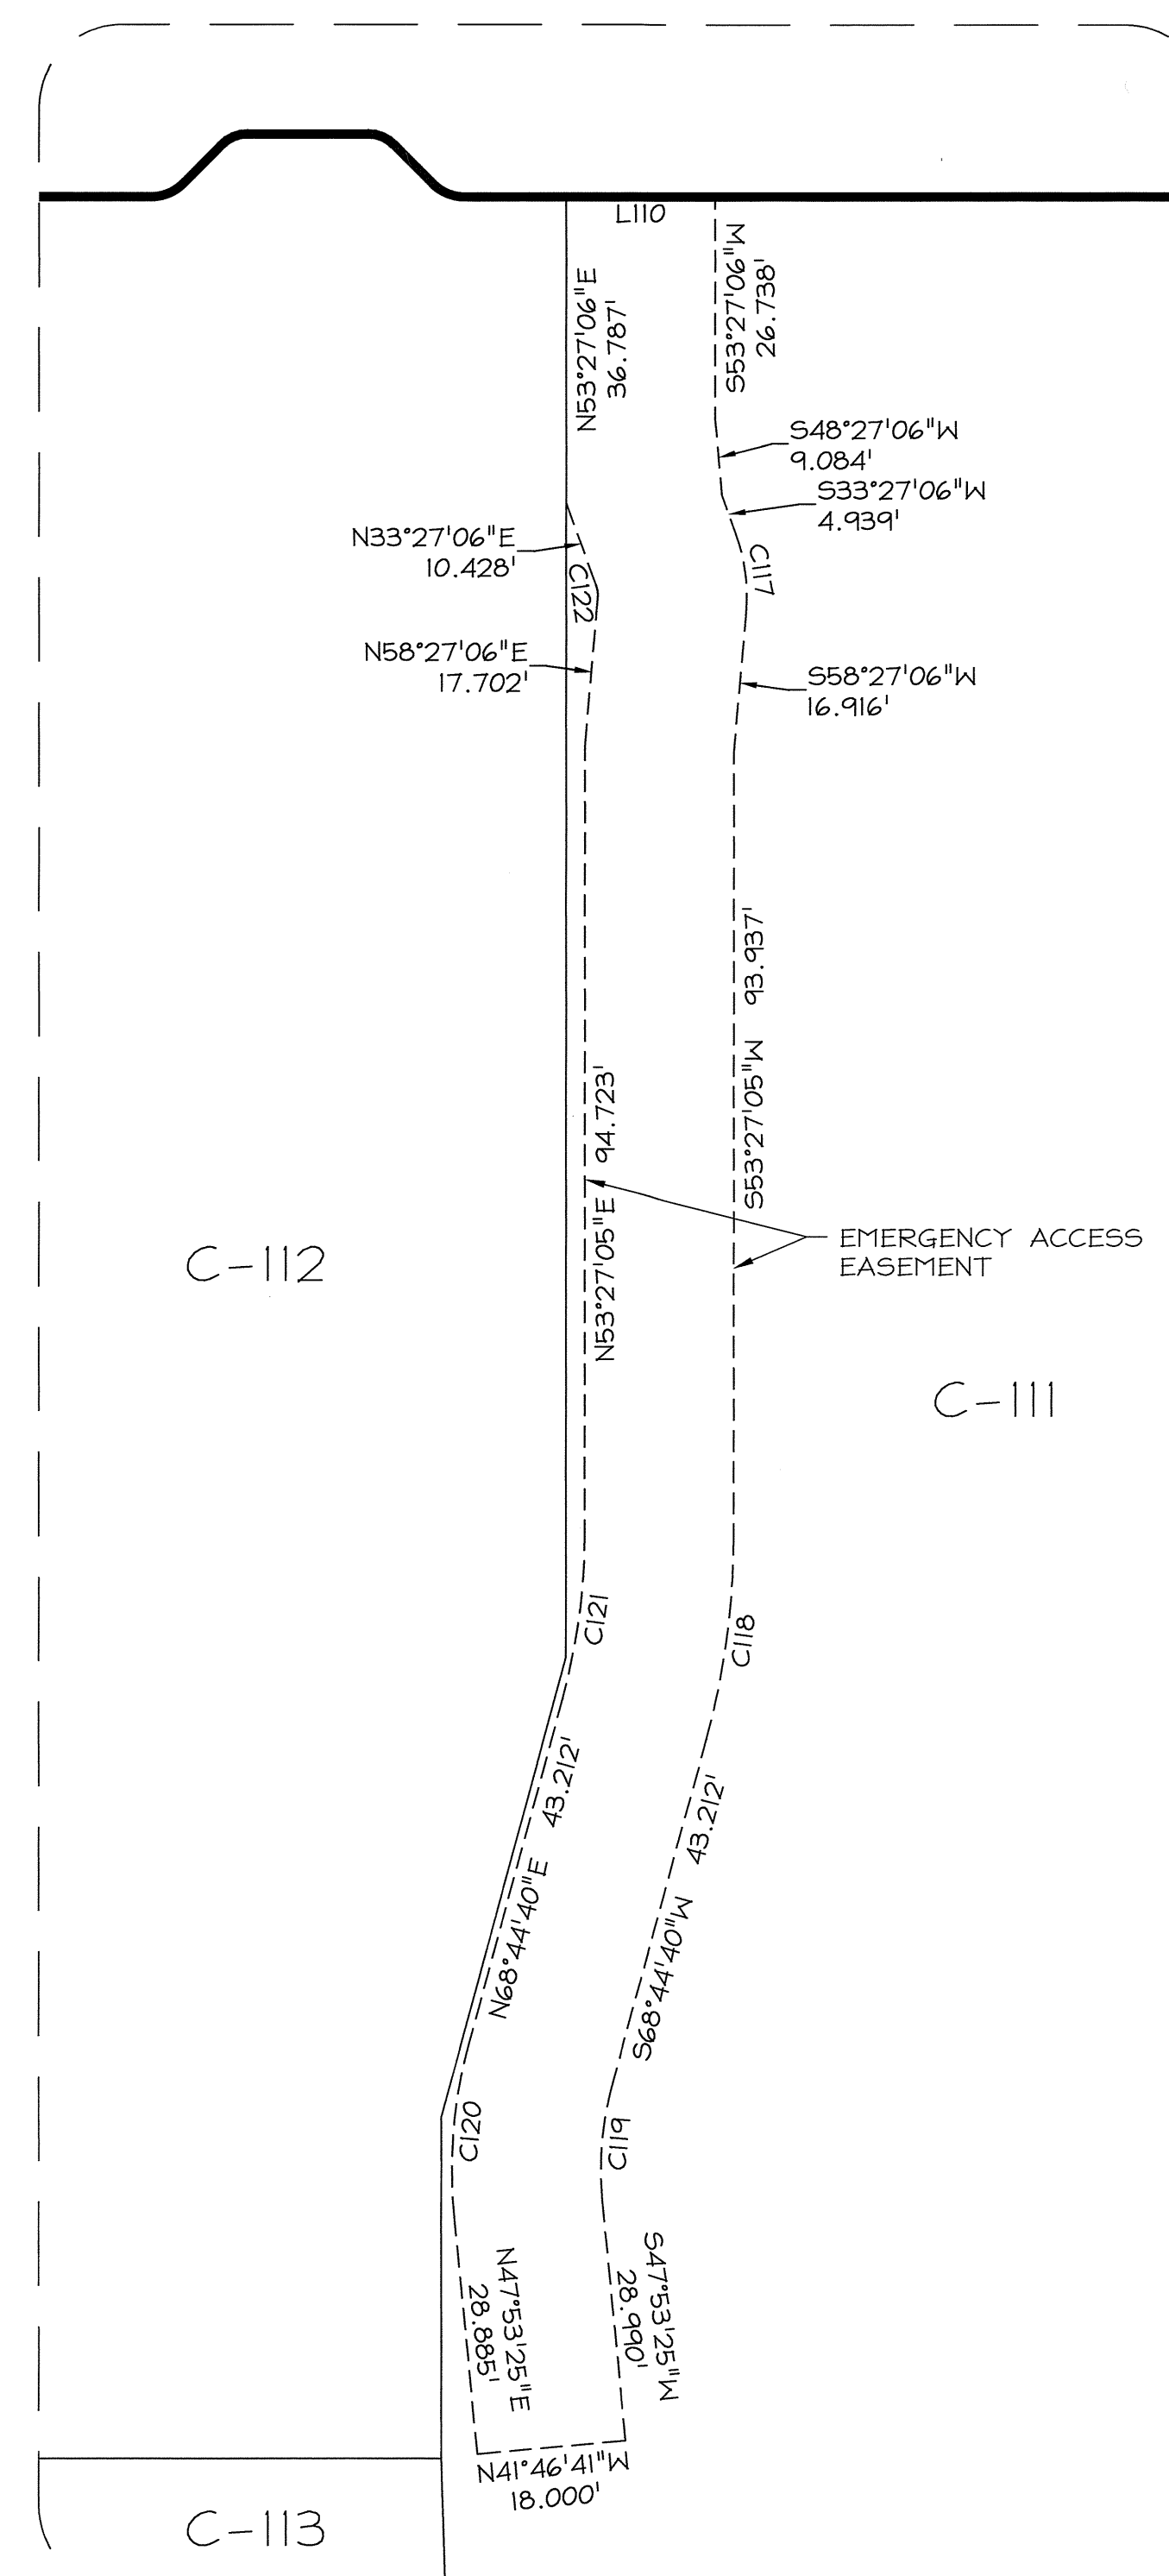 L110
N53°27'06"E
36.787'
S53°27'06"W
26.738'
S48°27'06"W
9.084'
S33°27'06"W
4.939'
N33°27'06"E
10.428'
C122
C117
N58°27'06"E
17.702'
S58°27'06"W
16.916'
S53°27'05"W 93.937'
N53°27'05"E 94.723'
EMERGENCY ACCESS
EASEMENT
C-112
C-111
C121
C118
N68°44'40"E 43.212'
S68°44'40"W 43.212'
C120
C119
N47°53'25"E
28.885'
S47°53'25"W
28.990'
N41°46'41"W
18.000'
C-113